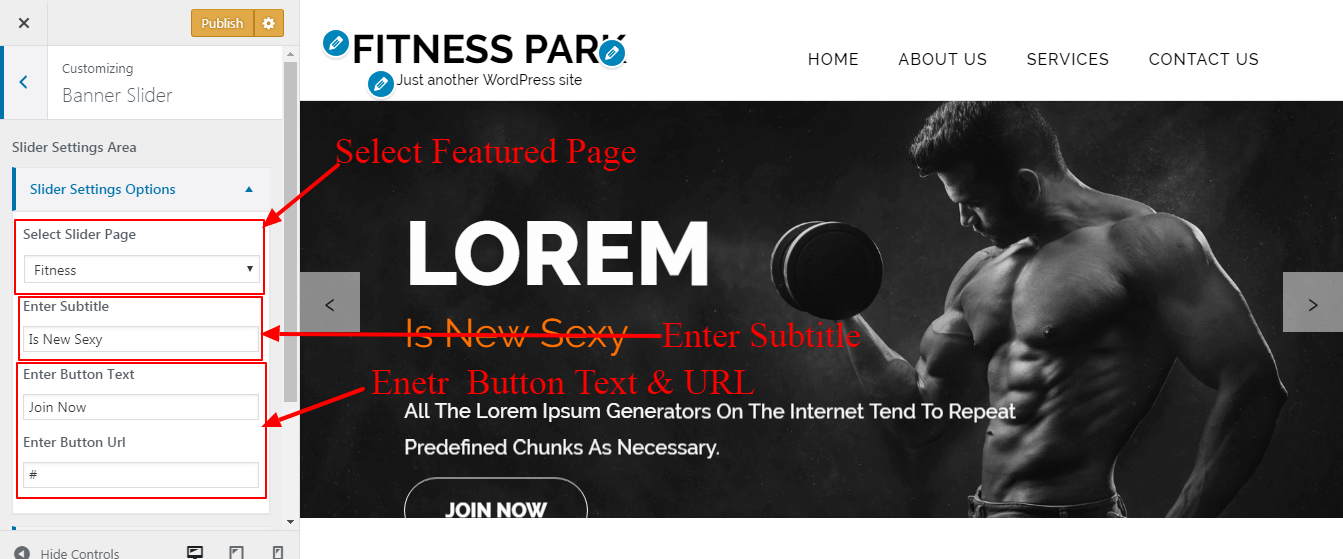 Publish
Customizing
Banner Slider
Slider Settings Area
Slider Settings Options
Select Slider Page
Fitness
Enter Subtitle
Is New Sexy
Enter Button Text
Join Now
Enter Button Url
#
Hide Controls
FITNESS PARK
Just another WordPress site
HOME ABOUT US SERVICES CONTACT US
Select Featured Page
LOREM
Is New Sexy
Enter Subtitle
Enetr Button Text & URL
All The Lorem Ipsum Generators On The Internet Tend To Repeat
Predefined Chunks As Necessary.
JOIN NOW